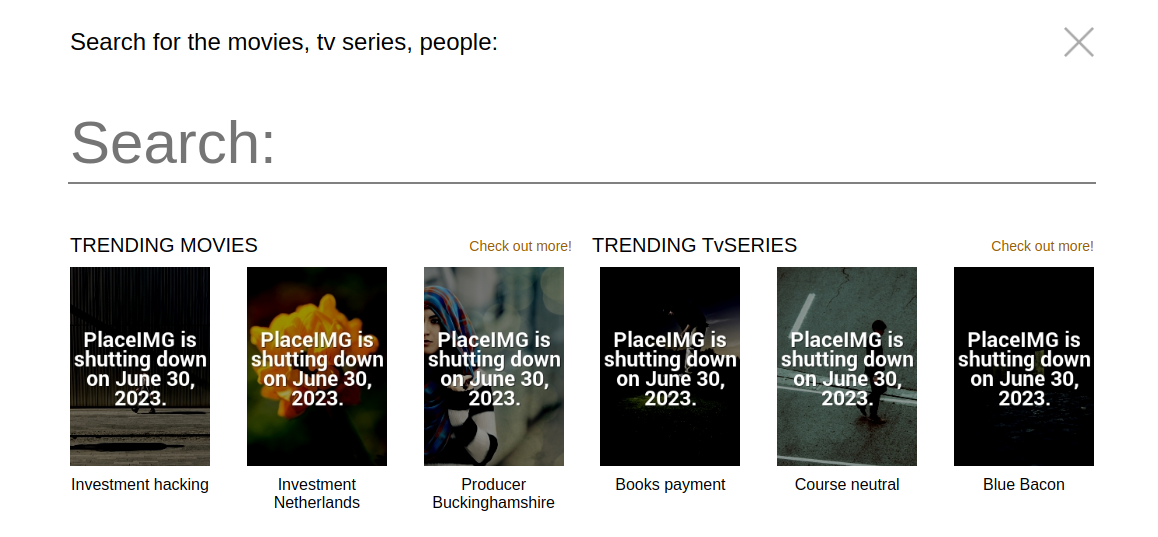 Search for the movies, tv series, people:
Search:
TRENDING MOVIES
Check out more!
PlaceIMG is
shutting down
on June 30,
2023.
Investment hacking
PlaceIMG is
shutting down
on June 30,
2023.
Investment
Netherlands
PlaceIMG is
shutting down
on June 30,
2023.
Producer
Buckinghamshire
TRENDING TvSERIES
Check out more!
PlaceIMG is
shutting down
on June 30,
2023.
Books payment
PlaceIMG is
shutting down
on June 30,
2023.
Course neutral
PlaceIMG is
shutting down
on June 30,
2023.
Blue Bacon